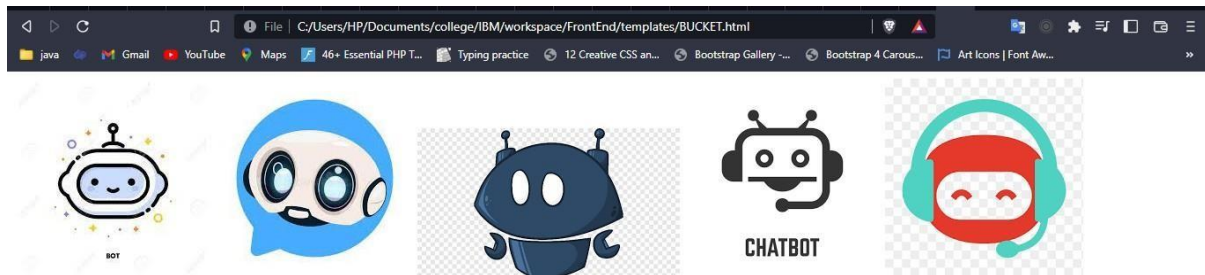 File | C:/Users/HP/Documents/college/IBM/workspace/FrontEnd/templates/BUCKET.html
java Gmail YouTube Maps 46+ Essential PHP T... Typing practice 12 Creative CSS an... Bootstrap Gallery -... Bootstrap 4 Carous... Art Icons | Font Aw... »
BOT
CHATBOT